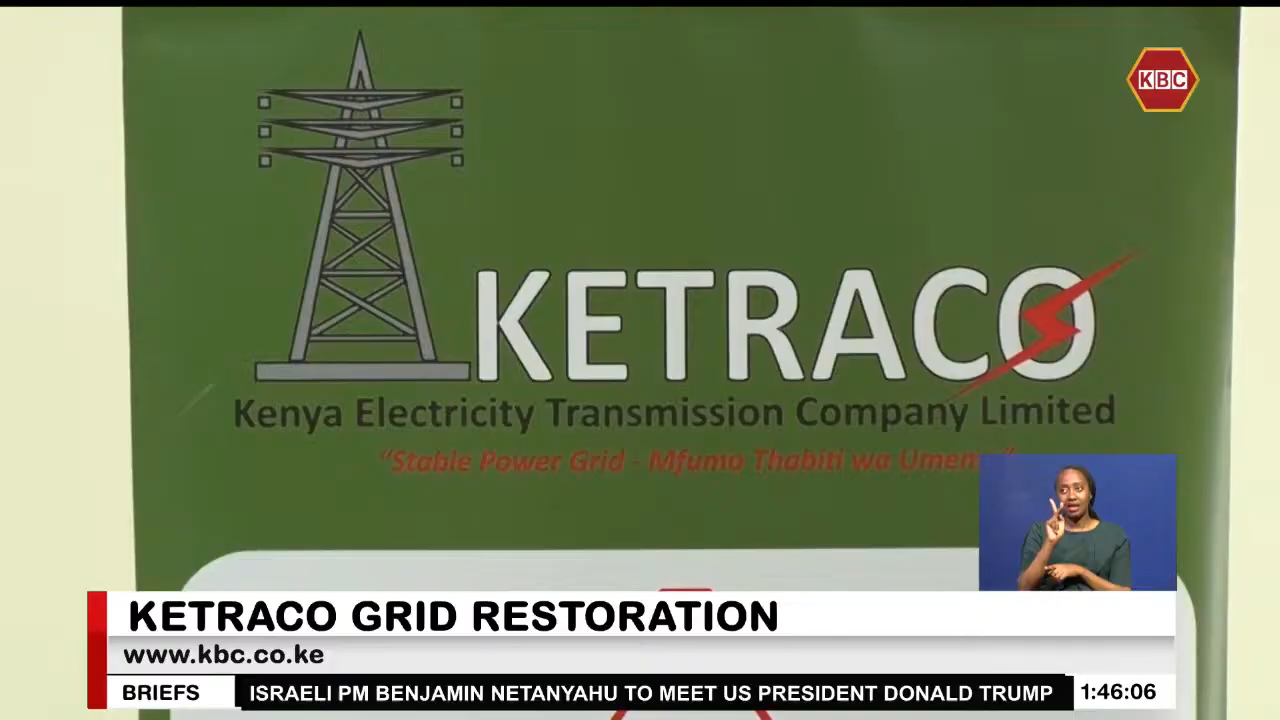 KBC
KETRACO
Kenya Electricity Transmission Company Limited
"Stable Power Grid - Mfumo Thabiti wa
KETRACO GRID RESTORATION
www.kbc.co.ke
BRIEFS
ISRAELI PM BENJAMIN NETANYAHU TO MEET US PRESIDENT DONALD TRUMP
1:46:06